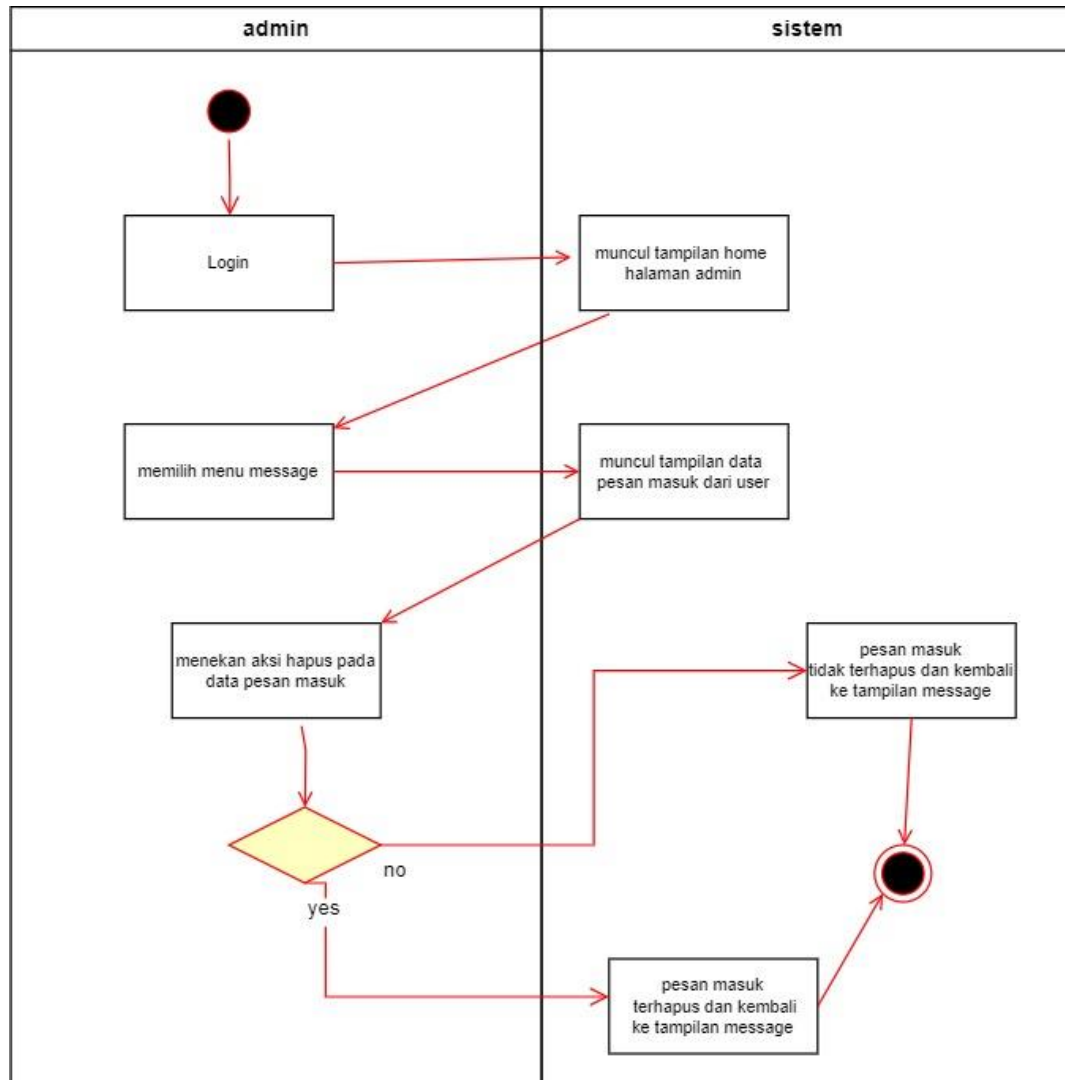 admin
sistem
Login
muncul tampilan home
halaman admin
memilih menu message
muncul tampilan data
pesan masuk dari user
menekan aksi hapus pada
data pesan masuk
pesan masuk
tidak terhapus dan kembali
ke tampilan message
no
yes
pesan masuk
terhapus dan kembali
ke tampilan message